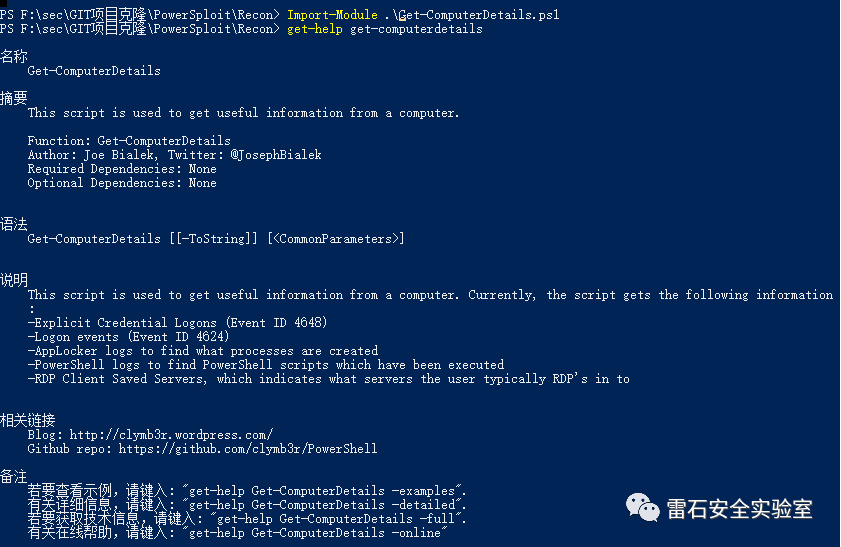 PS F:\sec\GIT项目克隆\PowerSploit\Recon> Import-Module .\Get-ComputerDetails.ps1
PS F:\sec\GIT项目克隆\PowerSploit\Recon> get-help get-computerdetails
名称
Get-ComputerDetails
摘要
This script is used to get useful information from a computer.
Function: Get-ComputerDetails
Author: Joe Bialek, Twitter: @JosephBialek
Required Dependencies: None
Optional Dependencies: None
语法
Get-ComputerDetails [[-ToString]] [<CommonParameters>]
说明
This script is used to get useful information from a computer. Currently, the script gets the following information
:
-Explicit Credential Logons (Event ID 4648)
-Logon events (Event ID 4624)
-AppLocker logs to find what processes are created
-PowerShell logs to find PowerShell scripts which have been executed
-RDP Client Saved Servers, which indicates what servers the user typically RDP's in to
相关链接
Blog: http://clymb3r.wordpress.com/
Github repo: https://github.com/clymb3r/PowerShell
备注
若要查看示例，请键入: "get-help Get-ComputerDetails -examples".
有关详细信息，请键入: "get-help Get-ComputerDetails -detailed".
若要获取技术信息，请键入: "get-help Get-ComputerDetails -full".
有关在线帮助，请键入: "get-help Get-ComputerDetails -online"
雷石安全实验室